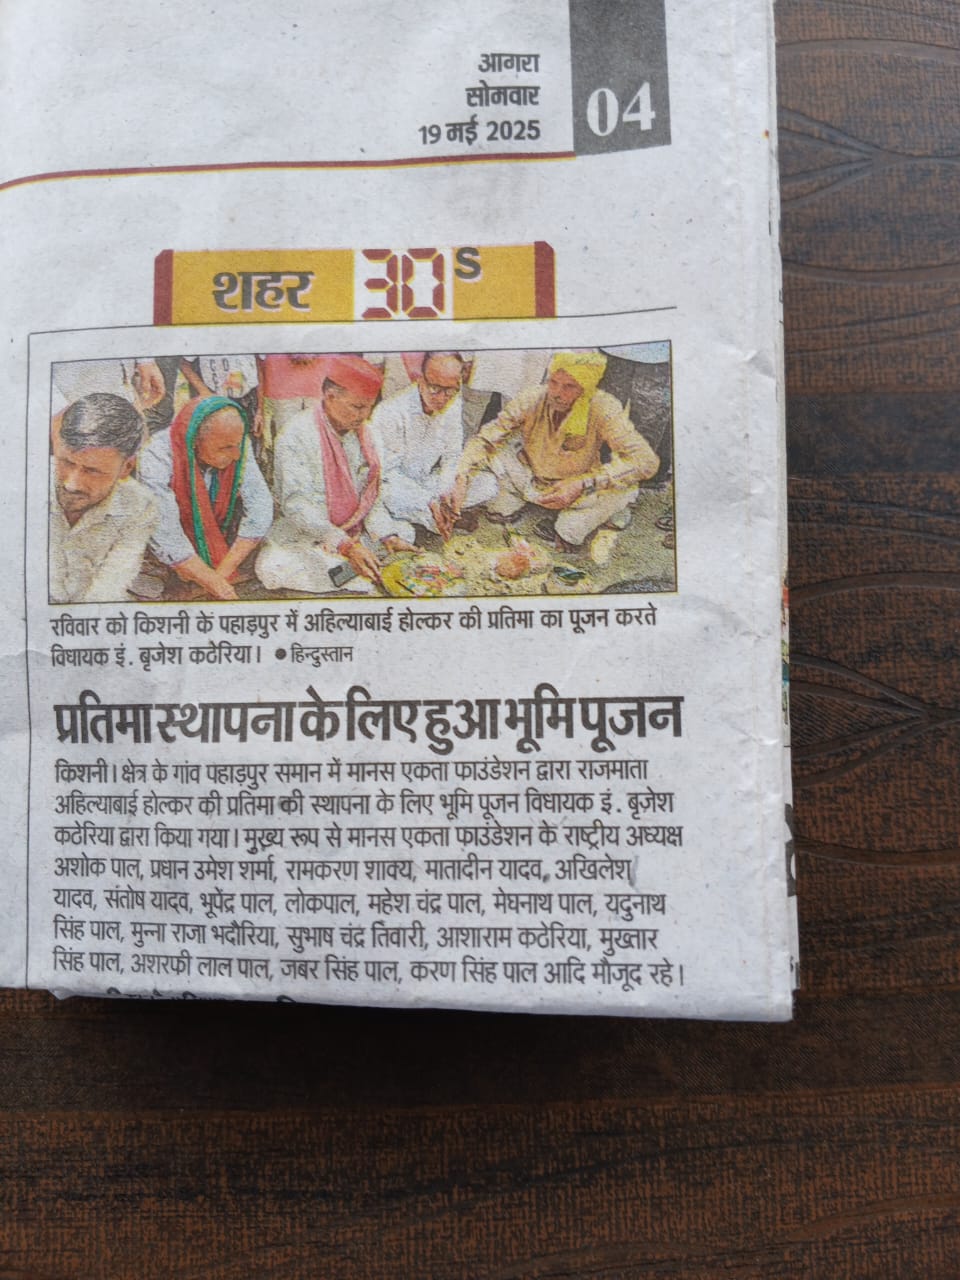 आगरा
सोमवार
19 मई 2025
04
शहर 30 S
रविवार को किशनी के पहाड़पुर में अहिल्याबाई होल्कर की प्रतिमा का पूजन करते
विधायक इं. बृजेश कठेरिया। ● हिन्दुस्तान
प्रतिमा स्थापना के लिए हुआ भूमि पूजन
किशनी। क्षेत्र के गांव पहाड़पुर समान में मानस एकता फाउंडेशन द्वारा राजमाता
अहिल्याबाई होल्कर की प्रतिमा की स्थापना के लिए भूमि पूजन विधायक इं. बृजेश
कठेरिया द्वारा किया गया। मुख्य रूप से मानस एकता फाउंडेशन के राष्ट्रीय अध्यक्ष
अशोक पाल, प्रधान उमेश शर्मा, रामकरण शाक्य, मातादीन यादव, अखिलेश
यादव, संतोष यादव, भूपेंद्र पाल, लोकपाल, महेश चंद्र पाल, मेघनाथ पाल, यदुनाथ
सिंह पाल, मुन्ना राजा भदौरिया, सुभाष चंद्र तिवारी, आशाराम कठेरिया, मुख्तार
सिंह पाल, अशरफी लाल पाल, जबर सिंह पाल, करण सिंह पाल आदि मौजूद रहे।